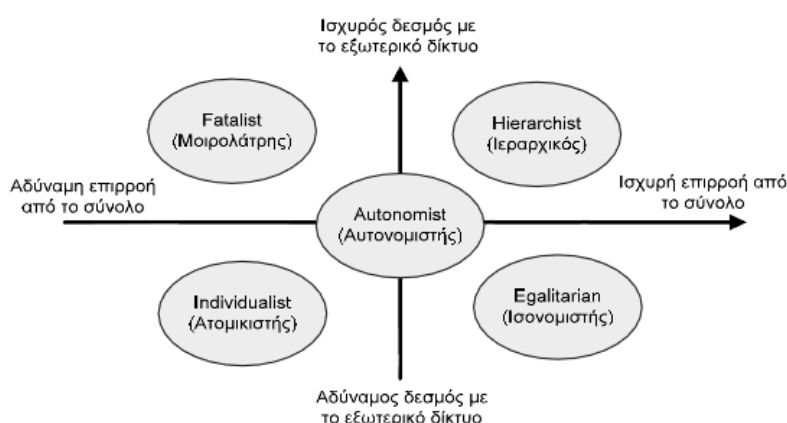 Ισχυρός δεσμός με
το εξωτερικό δίκτυο
Fatalist
(Μοιρολάτρης)
Hierarchist
(Ιεραρχικός)
Αδύναμη επιρροή
από το σύνολο
Ισχυρή επιρροή από
το σύνολο
Autonomist
(Αυτονομιστής)
Individualist
(Ατομικιστής)
Egalitarian
(Ισονομιστής)
Αδύναμος δεσμός με
το εξωτερικό δίκτυο